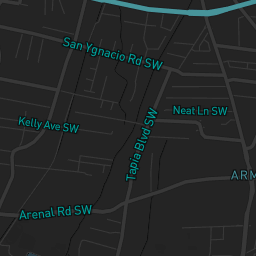 San Ygnacio Rd SW
Neat Ln SW
Kelly Ave SW
Tapia Blvd SW
ARM
Arenal Rd SW